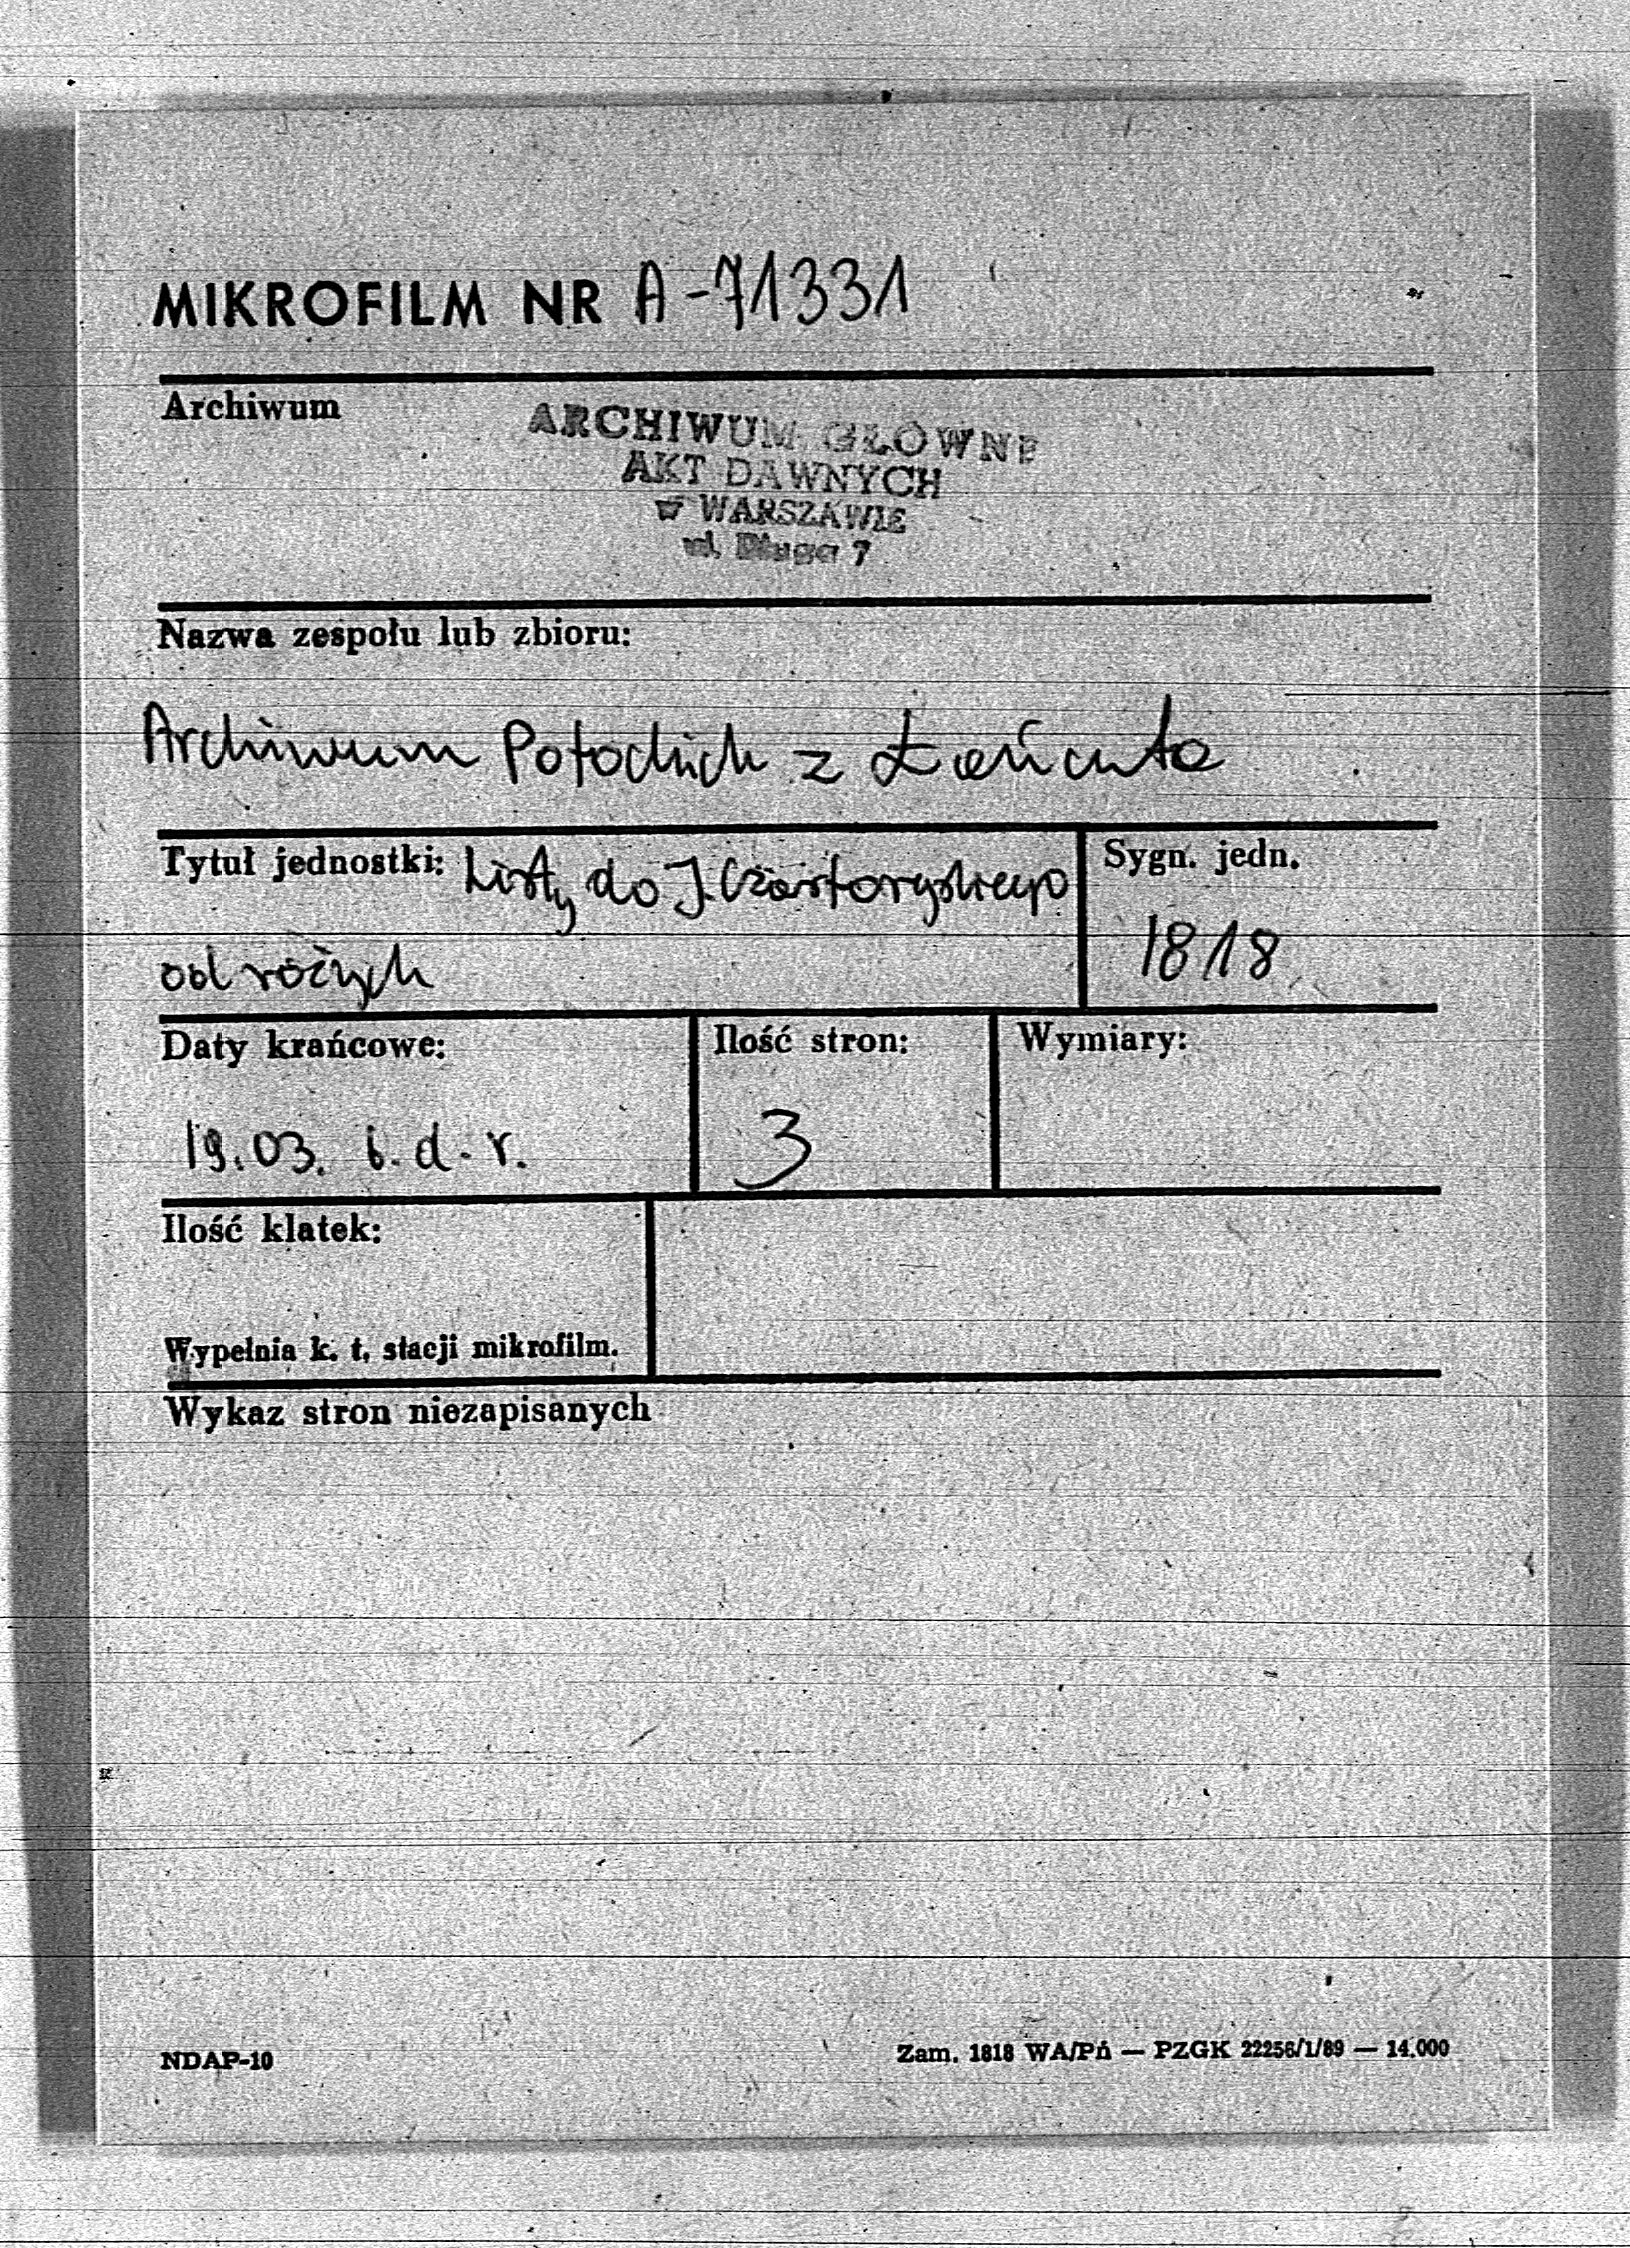 MIKROFILM NR A-71331
Archiwum
ARCHIWUM GŁÓWNE
AKT DAWNYCH
w WARSZAWIE
ul. Długa 7
Nazwa zespołu lub zbioru:
Archiwum Potockich z Łańcuta
Tytuł jednostki: Listy do J. Czartoryskiego
od różnych
Sygn. jedn.
1818
Daty krańcowe:
19.03. b.d.r.
Ilość stron:
3
Wymiary:
Ilość klatek:
Wypełnia k. t. stacji mikrofilm.
Wykaz stron niezapisanych
NDAP-10
Zam. 1818 WA/Pń — PZGK 22256/1/89 — 14.000